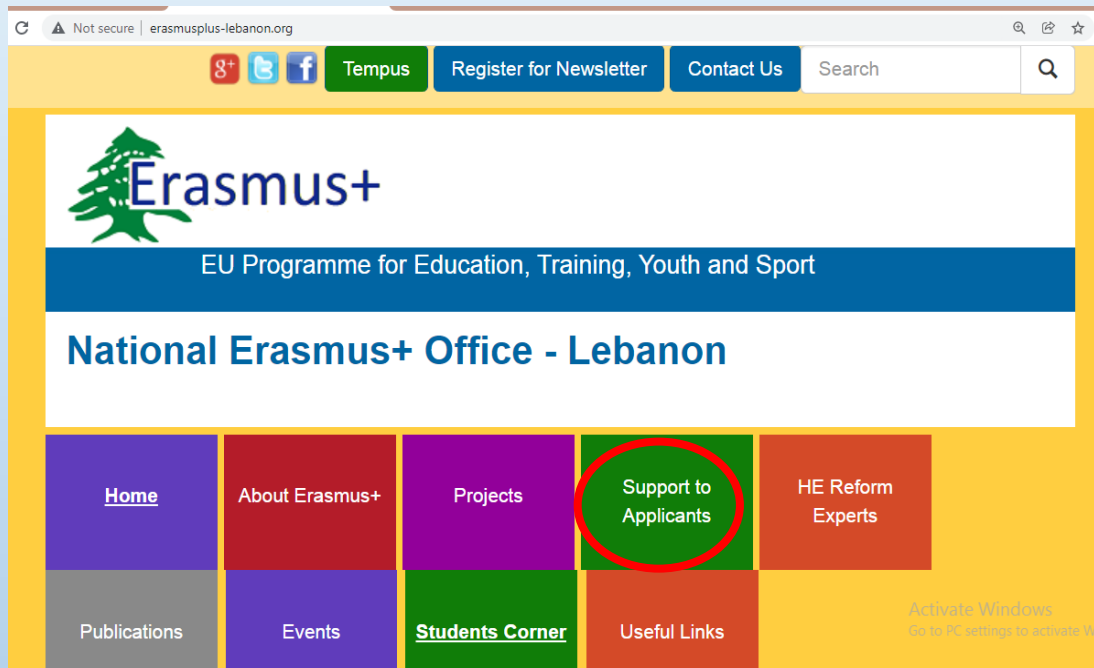 Not secure | erasmusplus-lebanon.org
8+ Tempus Register for Newsletter Contact Us Search
Erasmus+
EU Programme for Education, Training, Youth and Sport
National Erasmus+ Office - Lebanon
Home About Erasmus+ Projects Support to Applicants HE Reform Experts
Publications Events Students Corner Useful Links
Activate Windows
Go to PC settings to activate W